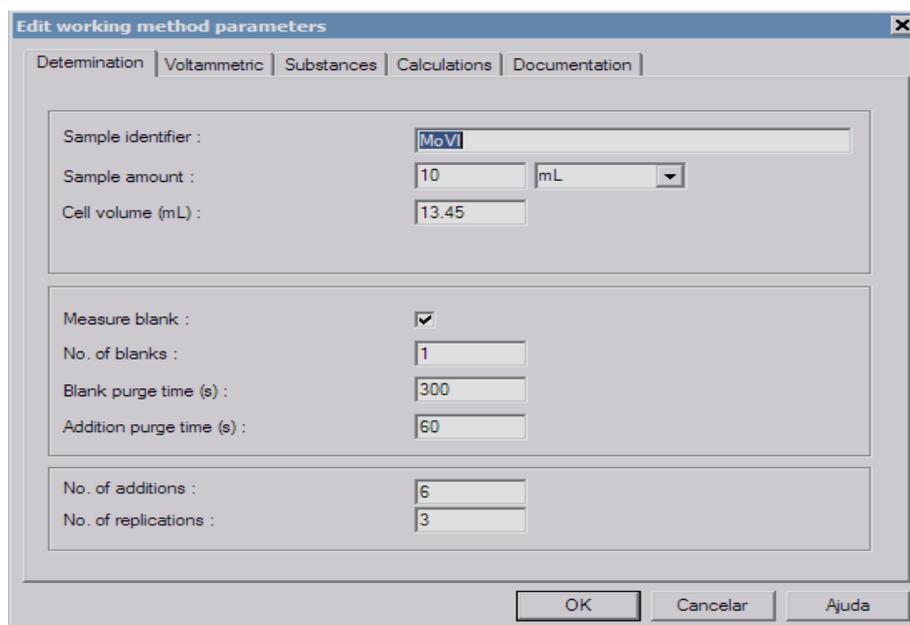 Edit working method parameters
Determination Voltammetric Substances Calculations Documentation
Sample identifier : MoVI
Sample amount : 10 mL
Cell volume (mL) : 13.45
Measure blank :
No. of blanks : 1
Blank purge time (s) : 300
Addition purge time (s) : 60
No. of additions : 6
No. of replications : 3
OK Cancelar Ajuda